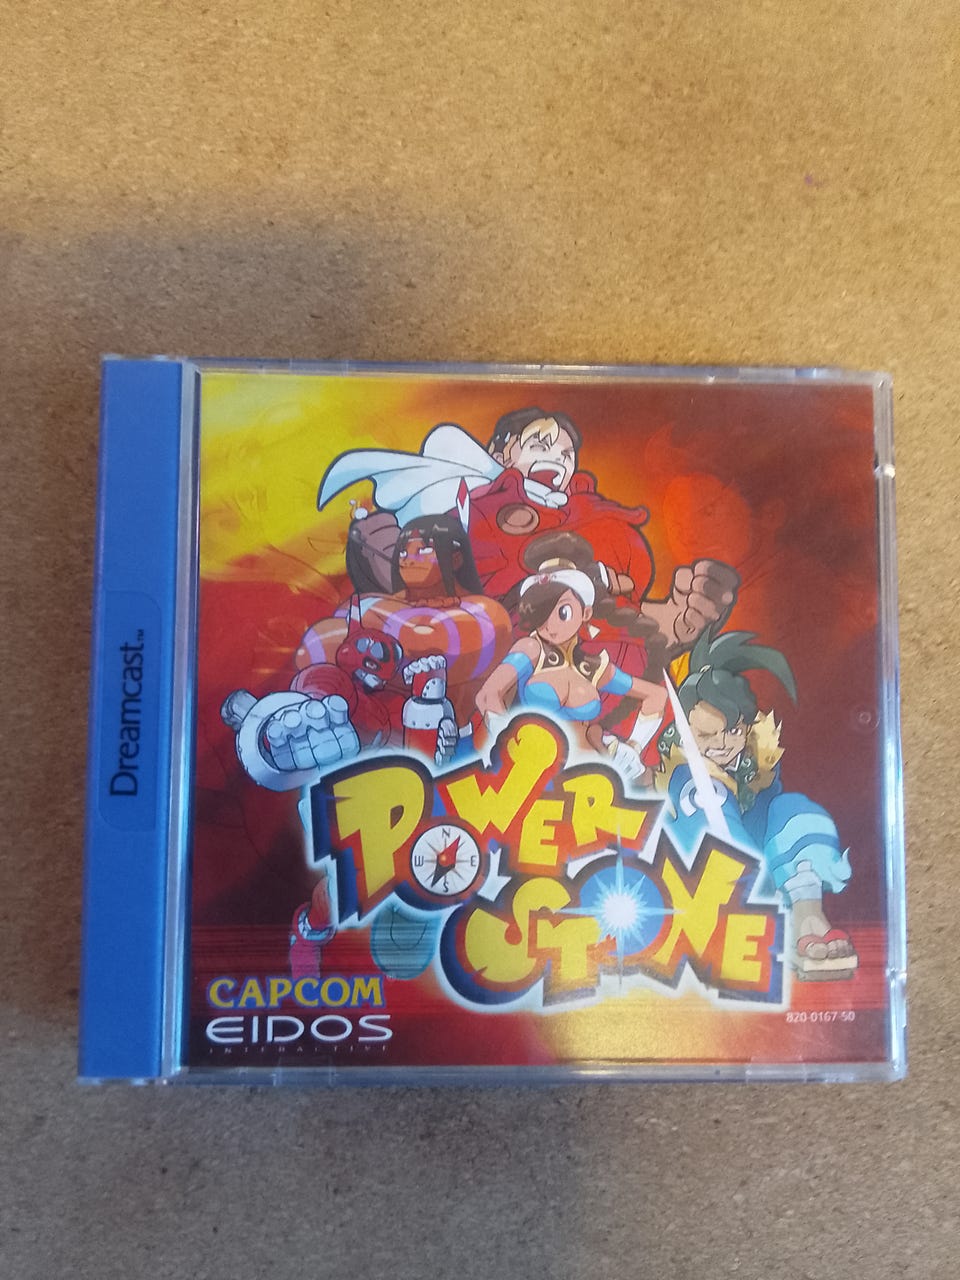 Dreamcast™
POWER
N
W E
S
STONE
CAPCOM
EIDOS
INTERACTIVE
820-0167-50